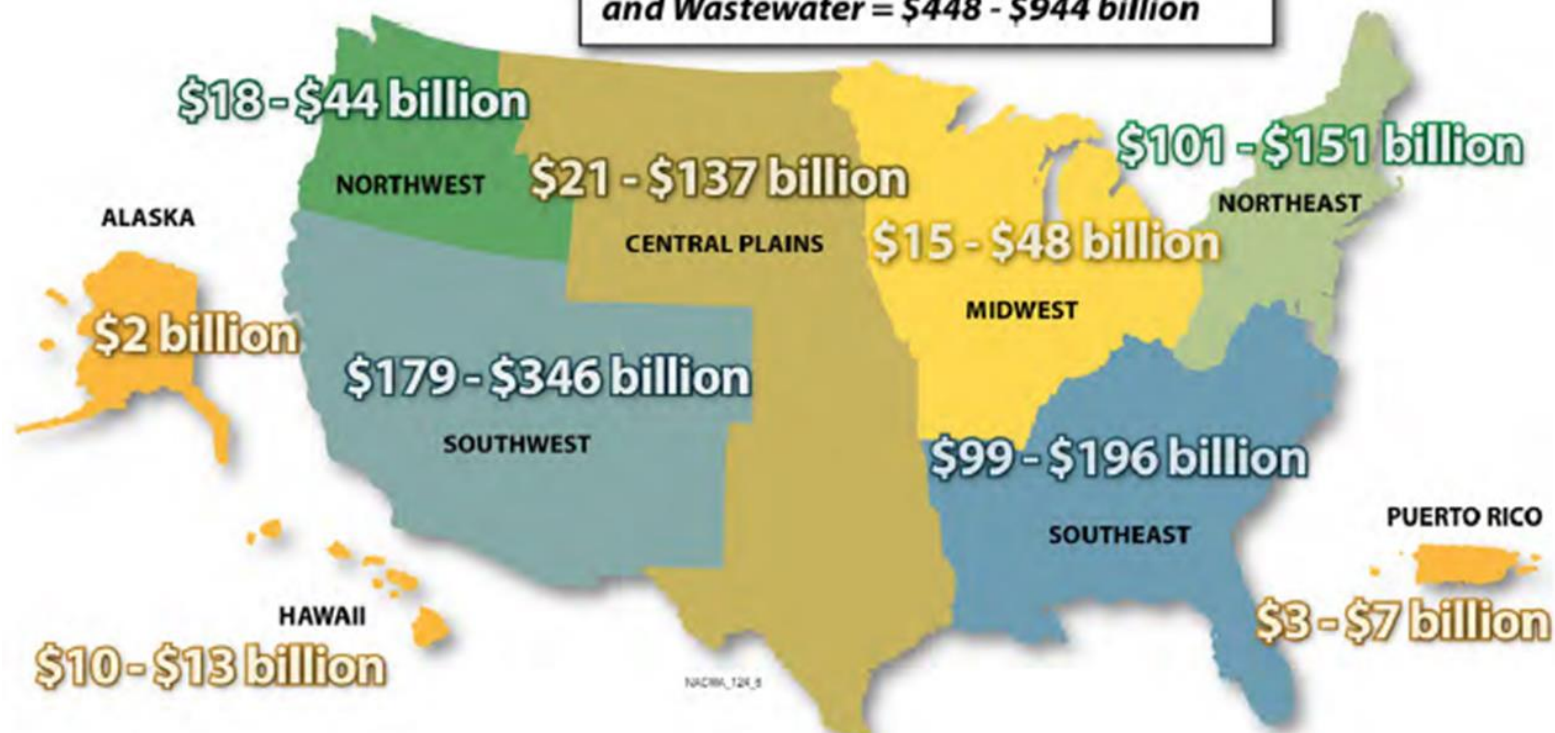 and Wastewater = $448 - $944 billion
$18-$44 billion
NORTHWEST
$21 - $137 billion
CENTRAL PLAINS
$101 - $151 billion
NORTHEAST
$15 - $48 billion
MIDWEST
ALASKA
$2 billion
$179 - $346 billion
SOUTHWEST
$99 - $196 billion
SOUTHEAST
PUERTO RICO
$3-$7 billion
HAWAII
$10-$13 billion